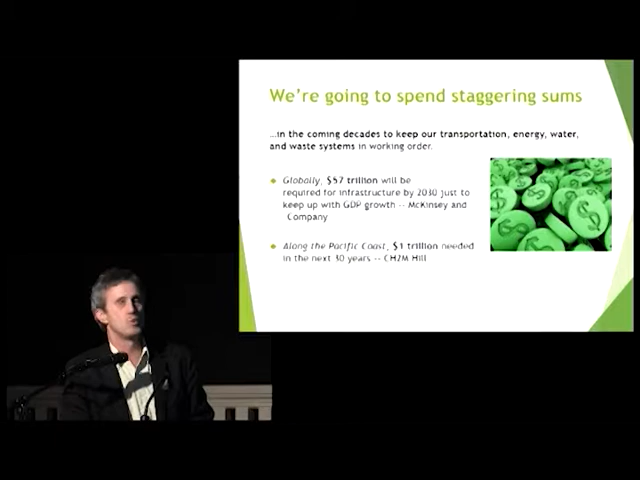 We're going to spend staggering sums
...in the coming decades to keep our transportation, energy, water,
and waste systems in working order.
Globally, $57 trillion will be
required for infrastructure by 2030 just to
keep up with GDP growth -- McKinsey and
Company
Along the Pacific Coast, $1 trillion needed
in the next 30 years -- CH2M Hill